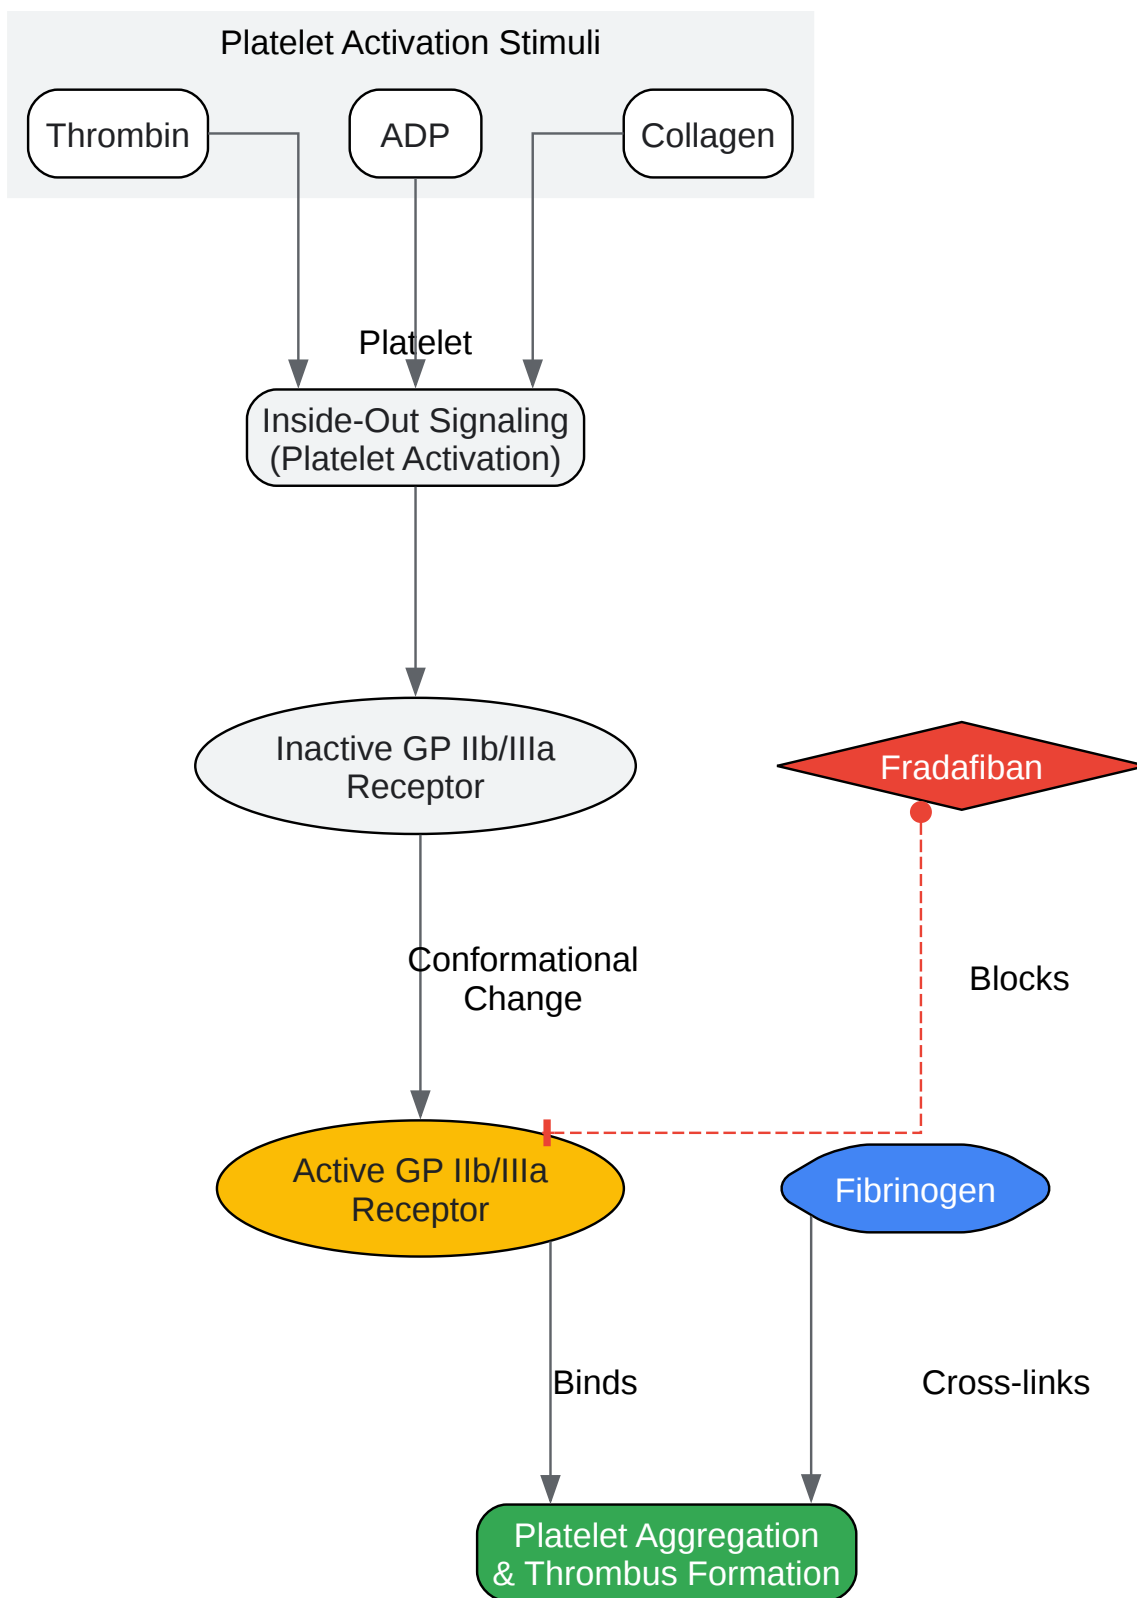 Platelet Activation Stimuli
Thrombin
ADP
Collagen
Platelet
Inside-Out Signaling
(Platelet Activation)
Inactive GP IIb/IIIa
Receptor
Fradafiban
Conformational
Change
Blocks
Active GP IIb/IIIa
Receptor
Fibrinogen
Binds
Cross-links
Platelet Aggregation
& Thrombus Formation